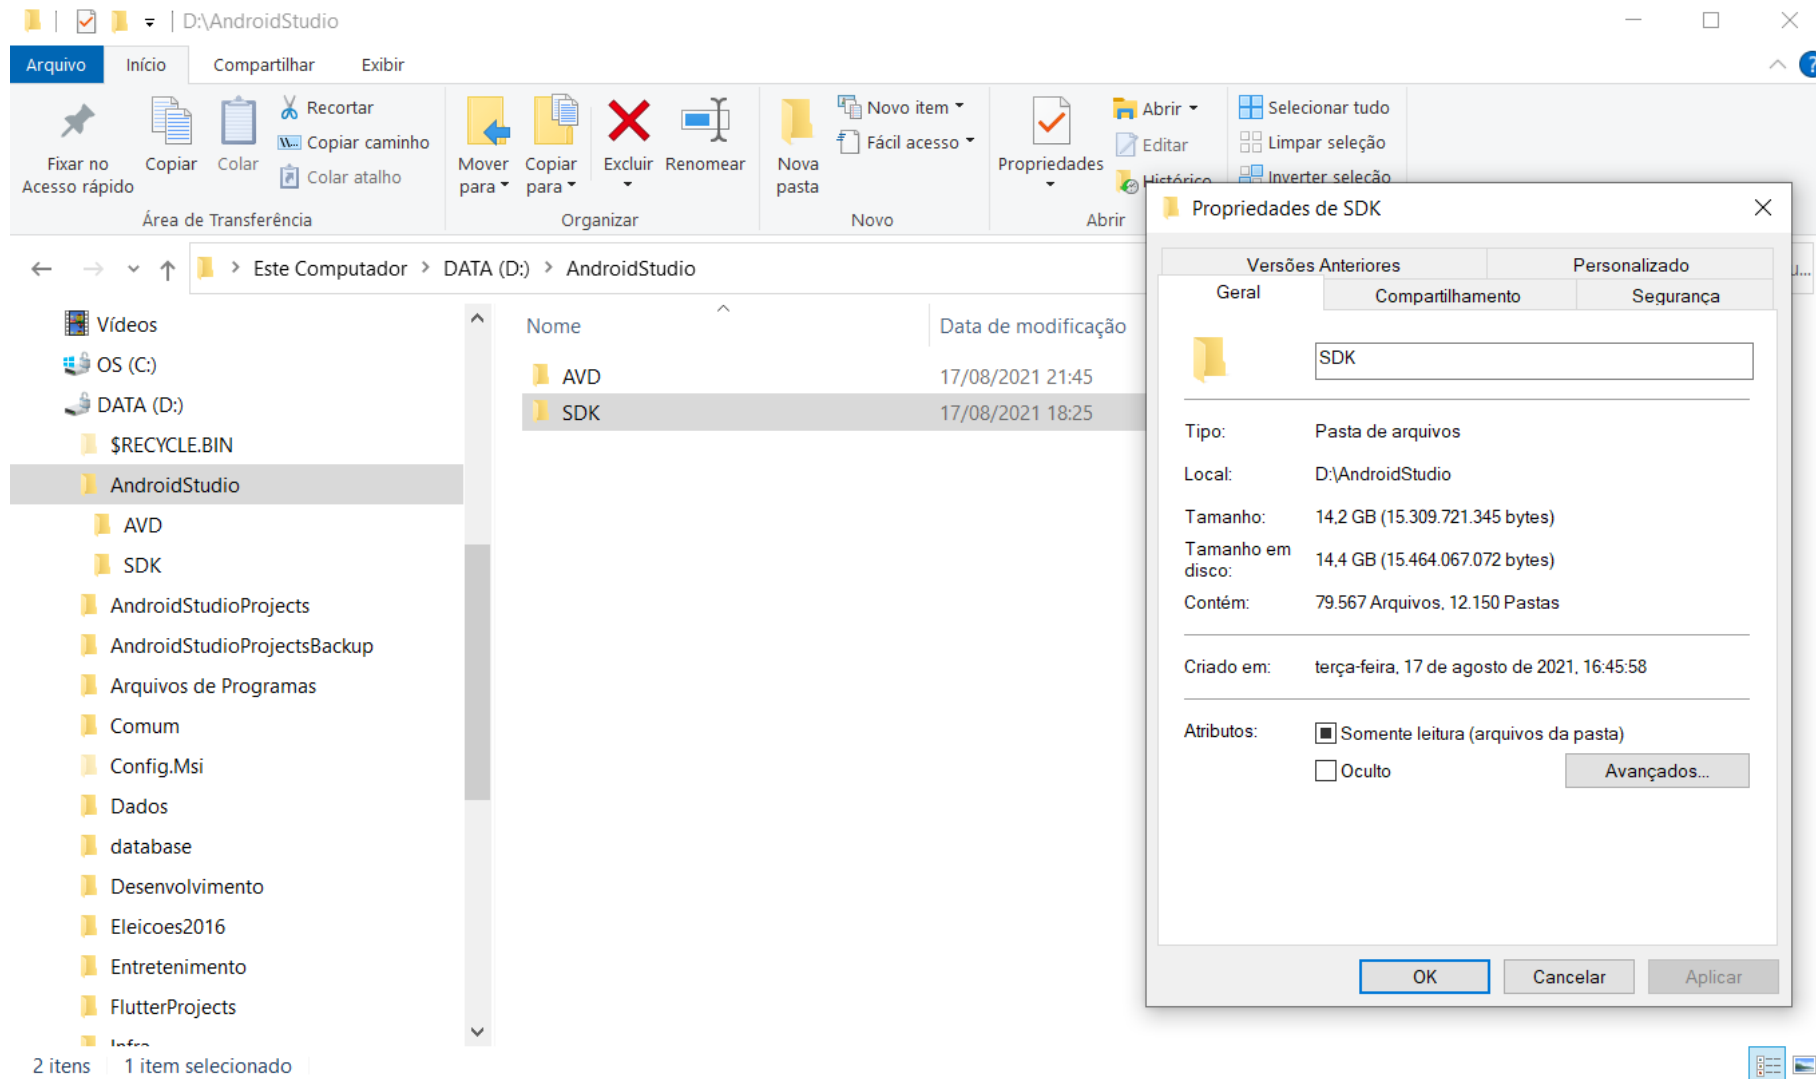 D:\AndroidStudio
Arquivo Início Compartilhar Exibir
Fixar no Acesso rápido
Copiar
Colar
Recortar
Copiar caminho
Colar atalho
Área de Transferência
Mover para
Copiar para
Excluir
Renomear
Organizar
Nova pasta
Novo item
Fácil acesso
Novo
Propriedades
Abrir
Editar
Histórico
Abrir
Selecionar tudo
Limpar seleção
Inverter seleção
Este Computador > DATA (D:) > AndroidStudio
Vídeos
OS (C:)
DATA (D:)
$RECYCLE.BIN
AndroidStudio
AVD
SDK
AndroidStudioProjects
AndroidStudioProjectsBackup
Arquivos de Programas
Comum
Config.Msi
Dados
database
Desenvolvimento
Eleicoes2016
Entretenimento
FlutterProjects
Infra
Nome Data de modificação
AVD 17/08/2021 21:45
SDK 17/08/2021 18:25
Propriedades de SDK
Versões Anteriores Personalizado
Geral Compartilhamento Segurança
SDK
Tipo: Pasta de arquivos
Local: D:\AndroidStudio
Tamanho: 14,2 GB (15.309.721.345 bytes)
Tamanho em disco: 14,4 GB (15.464.067.072 bytes)
Contém: 79.567 Arquivos, 12.150 Pastas
Criado em: terça-feira, 17 de agosto de 2021, 16:45:58
Atributos: Somente leitura (arquivos da pasta)
Oculto
Avançados...
OK Cancelar Aplicar
2 itens 1 item selecionado